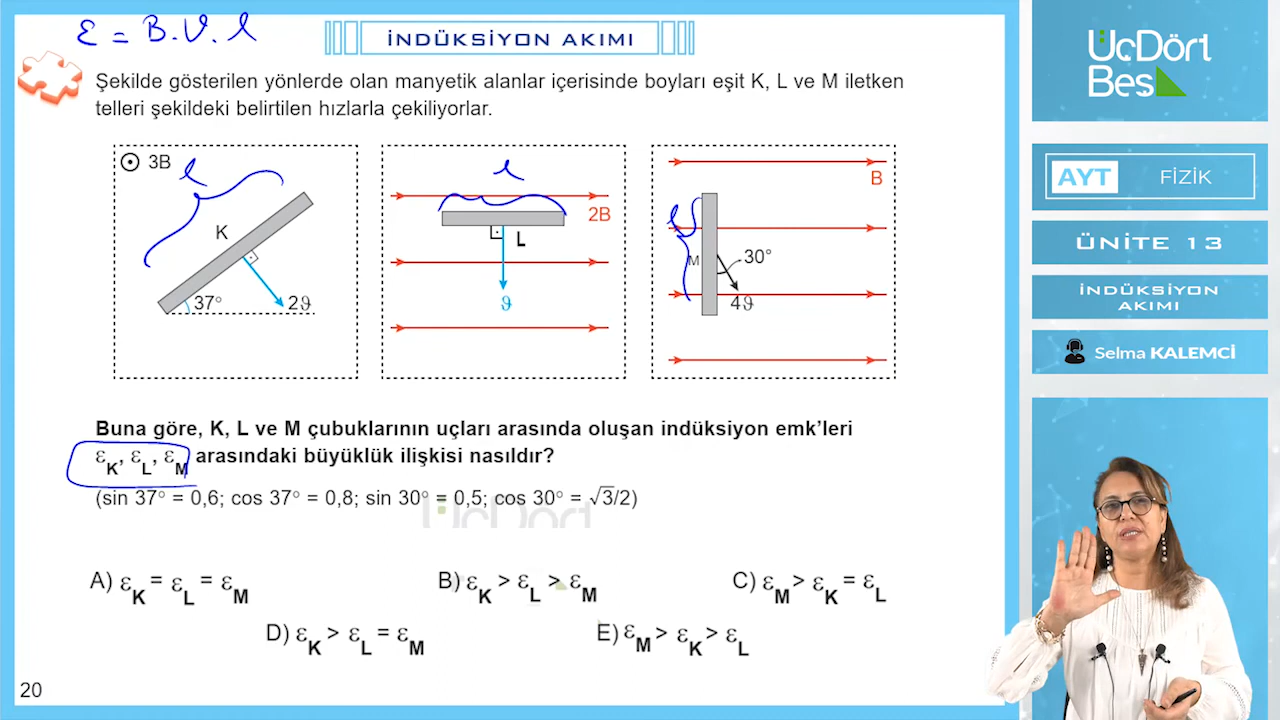 ε = B.ϑ.l
İNDÜKSİYON AKIMI
Şekilde gösterilen yönlerde olan manyetik alanlar içerisinde boyları eşit K, L ve M iletken
telleri şekildeki belirtilen hızlarla çekiliyorlar.
3B
l
K
37°
2ϑ
l
2B
L
ϑ
B
l
M
30°
4ϑ
Buna göre, K, L ve M çubuklarının uçları arasında oluşan indüksiyon emk'leri
εK, εL, εM arasındaki büyüklük ilişkisi nasıldır?
(sin 37° = 0,6; cos 37° = 0,8; sin 30° = 0,5; cos 30° = √3/2)
ÜçDört
A) εK = εL = εM
B) εK > εL > εM
C) εM > εK = εL
D) εK > εL = εM
E) εM > εK > εL
20
ÜçDört
Beş
AYT FİZİK
ÜNİTE 13
İNDÜKSİYON
AKIMI
Selma KALEMCİ